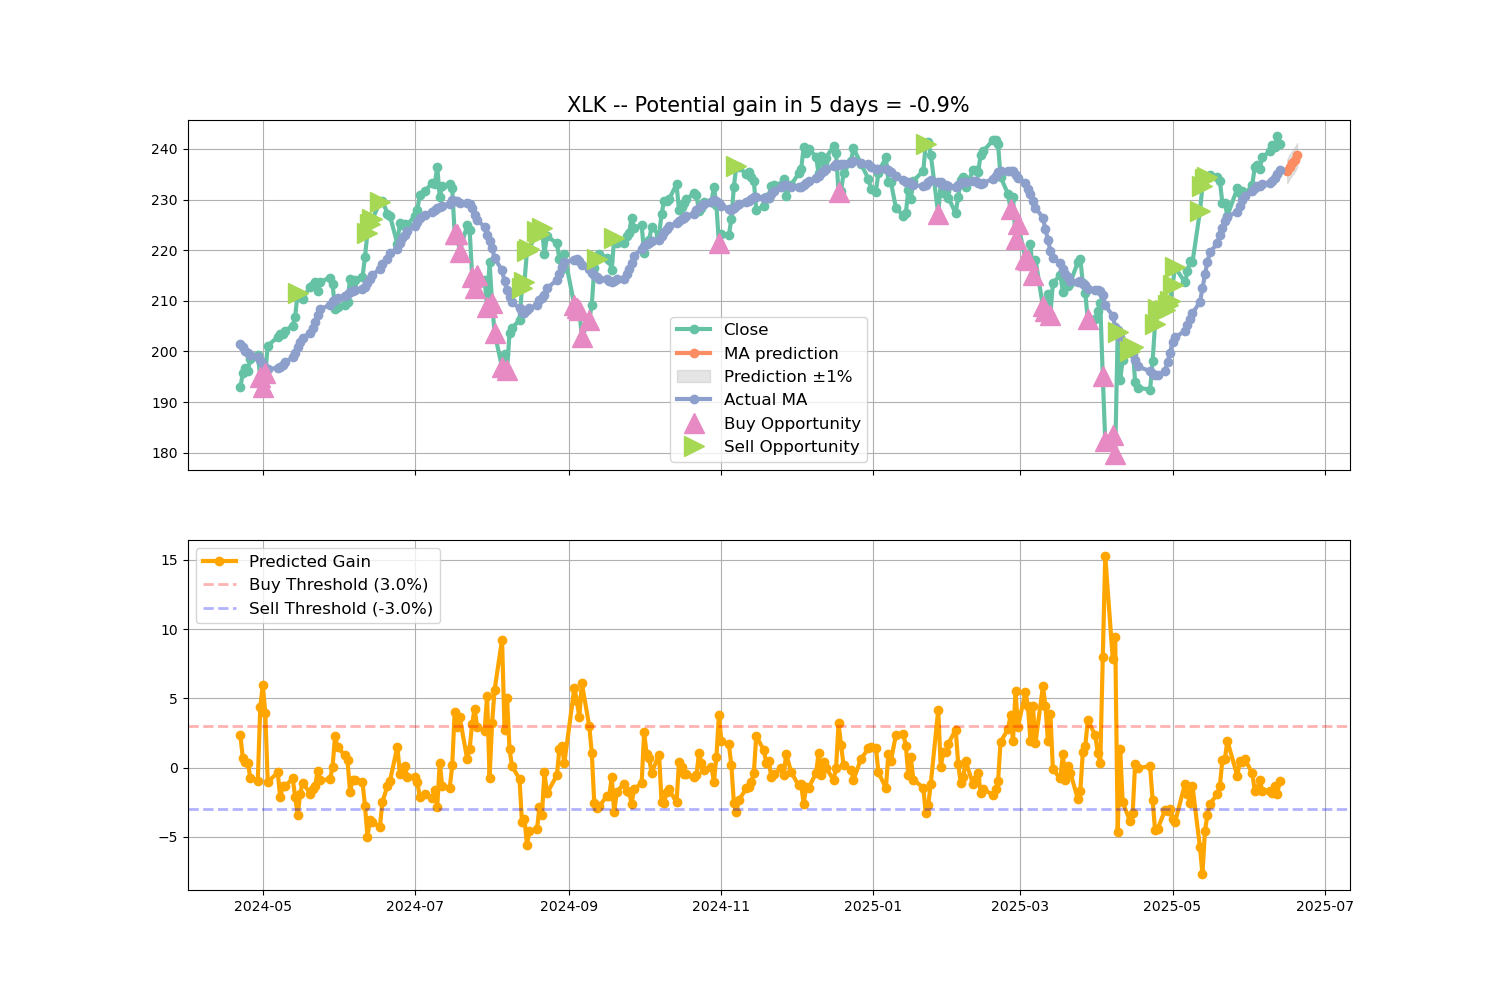 XLK -- Potential gain in 5 days = -0.9%
240
230
220
210
200
190
180
Close
MA prediction
Prediction ±1%
Actual MA
Buy Opportunity
Sell Opportunity
15
10
5
0
−5
Predicted Gain
Buy Threshold (3.0%)
Sell Threshold (-3.0%)
2024-05
2024-07
2024-09
2024-11
2025-01
2025-03
2025-05
2025-07